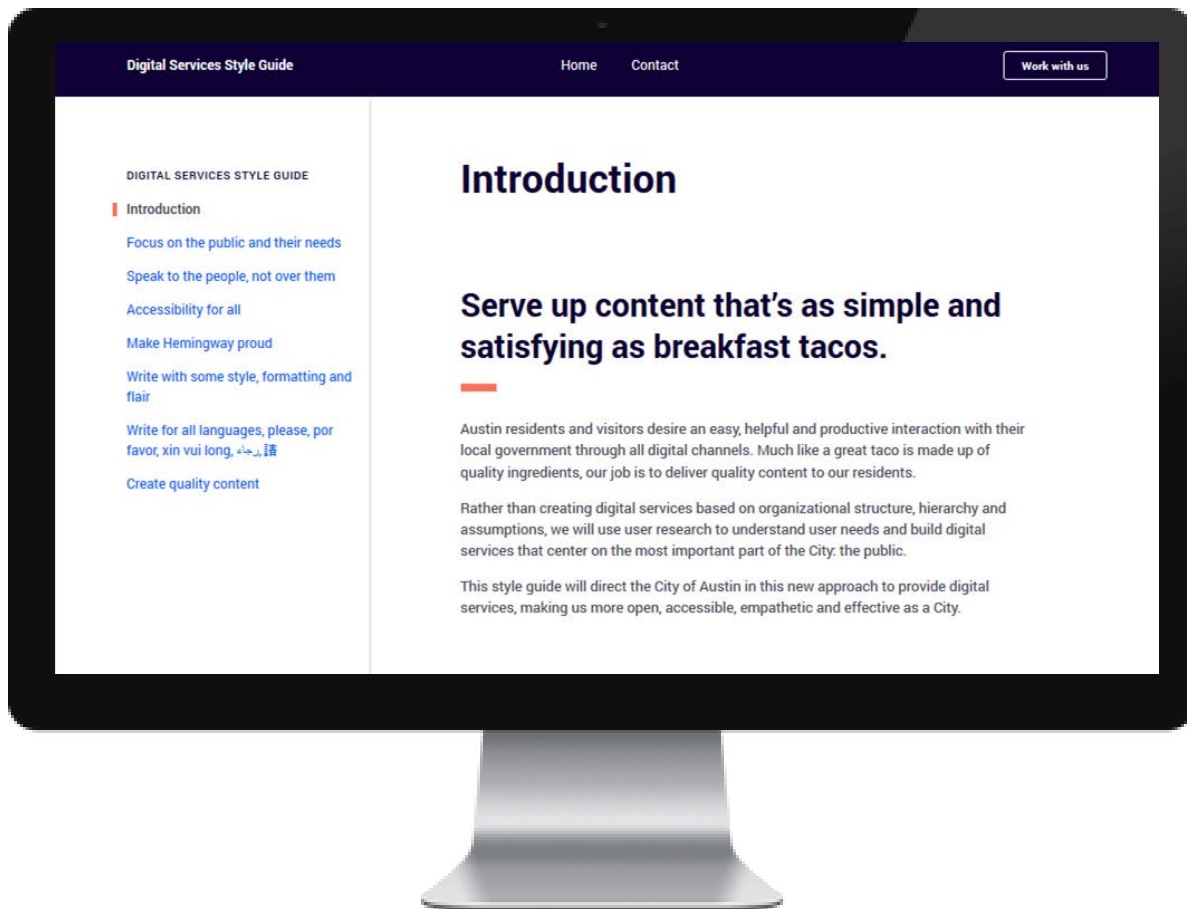 Digital Services Style Guide
Home
Contact
Work with us
DIGITAL SERVICES STYLE GUIDE
Introduction
Focus on the public and their needs
Speak to the people, not over them
Accessibility for all
Make Hemingway proud
Write with some style, formatting and
flair
Write for all languages, please, por
favor, xin vui long, رجاء, 請
Create quality content
Introduction
Serve up content that’s as simple and
satisfying as breakfast tacos.
Austin residents and visitors desire an easy, helpful and productive interaction with their
local government through all digital channels. Much like a great taco is made up of
quality ingredients, our job is to deliver quality content to our residents.
Rather than creating digital services based on organizational structure, hierarchy and
assumptions, we will use user research to understand user needs and build digital
services that center on the most important part of the City: the public.
This style guide will direct the City of Austin in this new approach to provide digital
services, making us more open, accessible, empathetic and effective as a City.